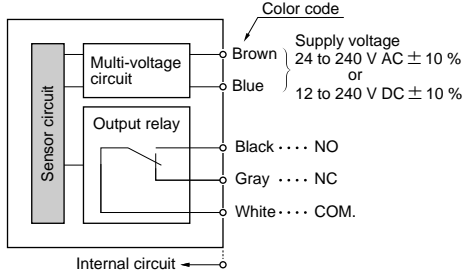 Color code
Sensor circuit
Multi-voltage
circuit
Brown
Blue
Supply voltage
24 to 240 V AC ± 10 %
or
12 to 240 V DC ± 10 %
Output relay
Black ···· NO
Gray ···· NC
White ···· COM.
Internal circuit